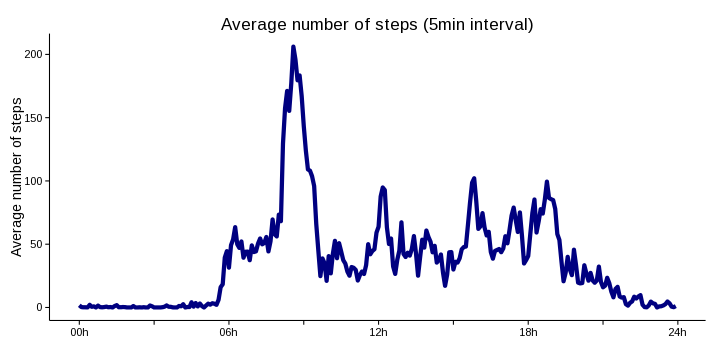 Average number of steps (5min interval)
Average number of steps
200
150
100
50
0
00h
06h
12h
18h
24h